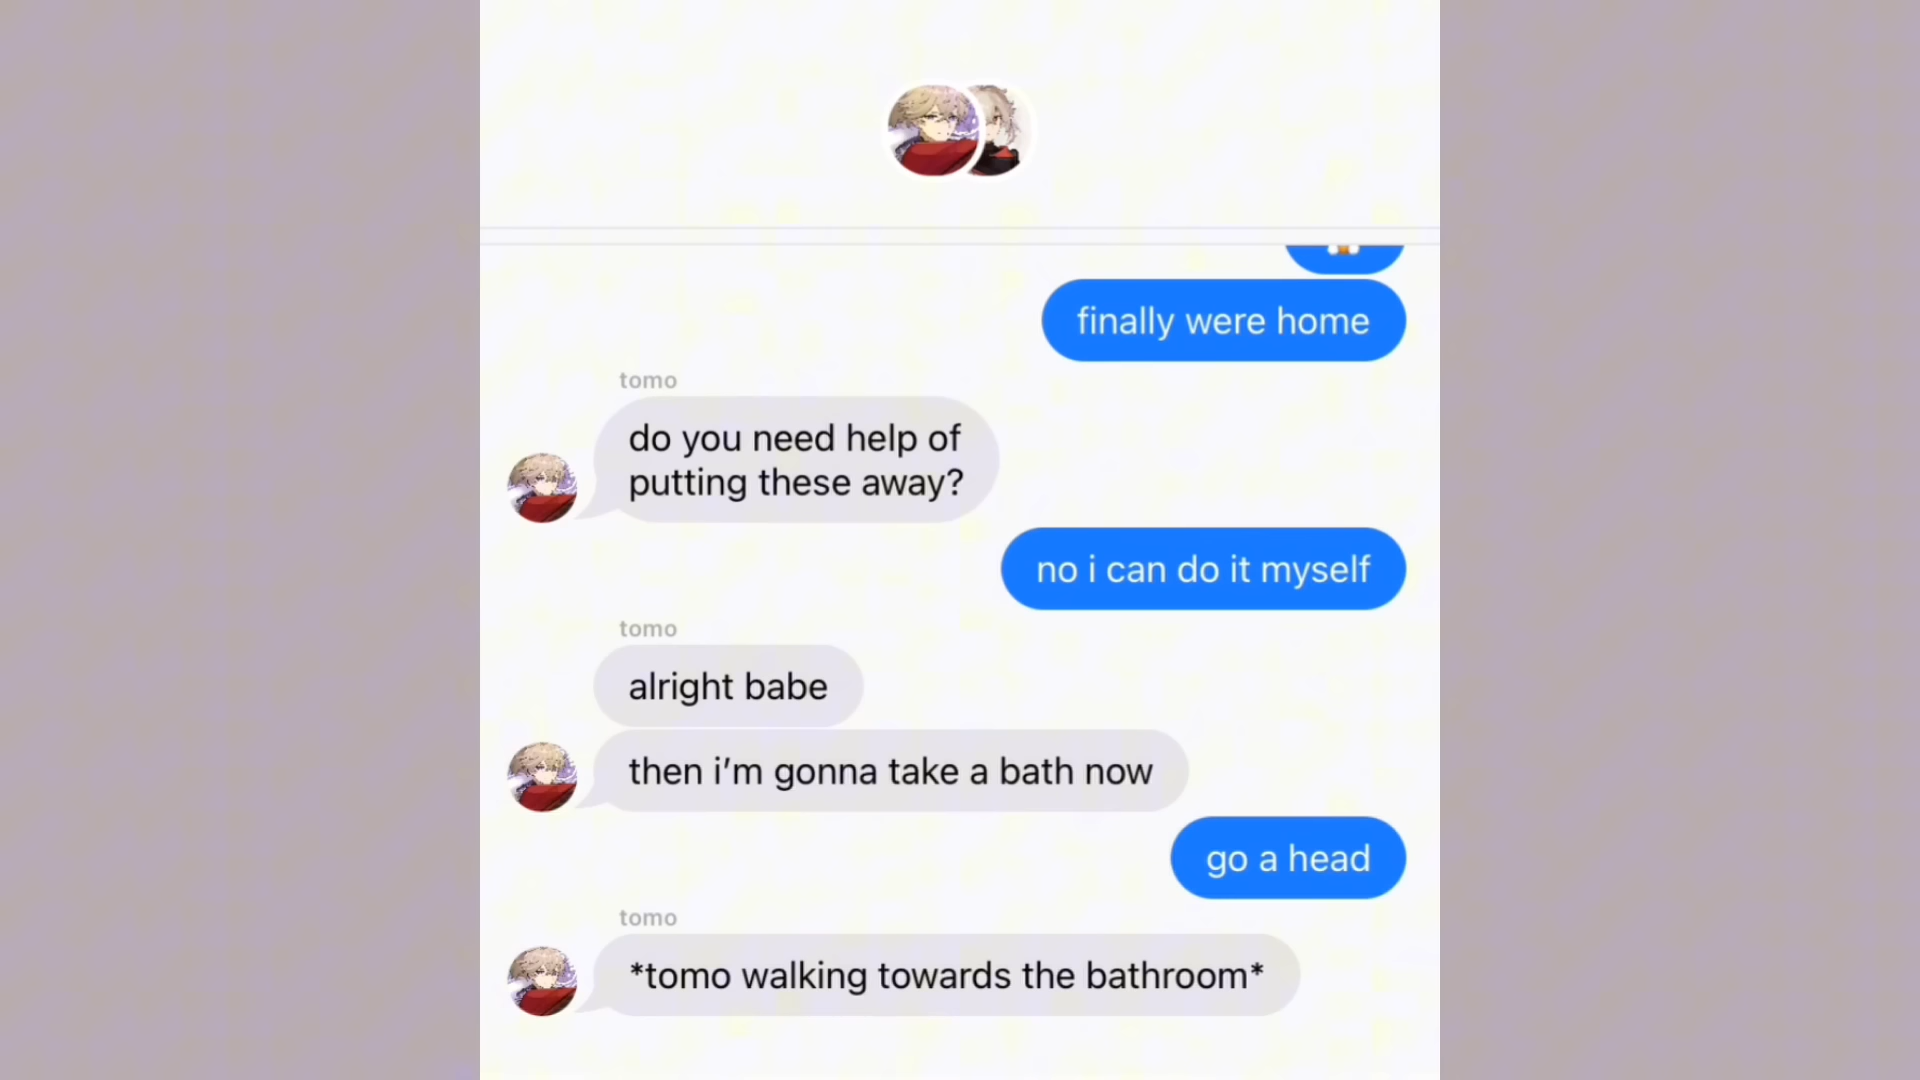 finally were home
tomo
do you need help of
putting these away?
no i can do it myself
tomo
alright babe
then i’m gonna take a bath now
go a head
tomo
*tomo walking towards the bathroom*